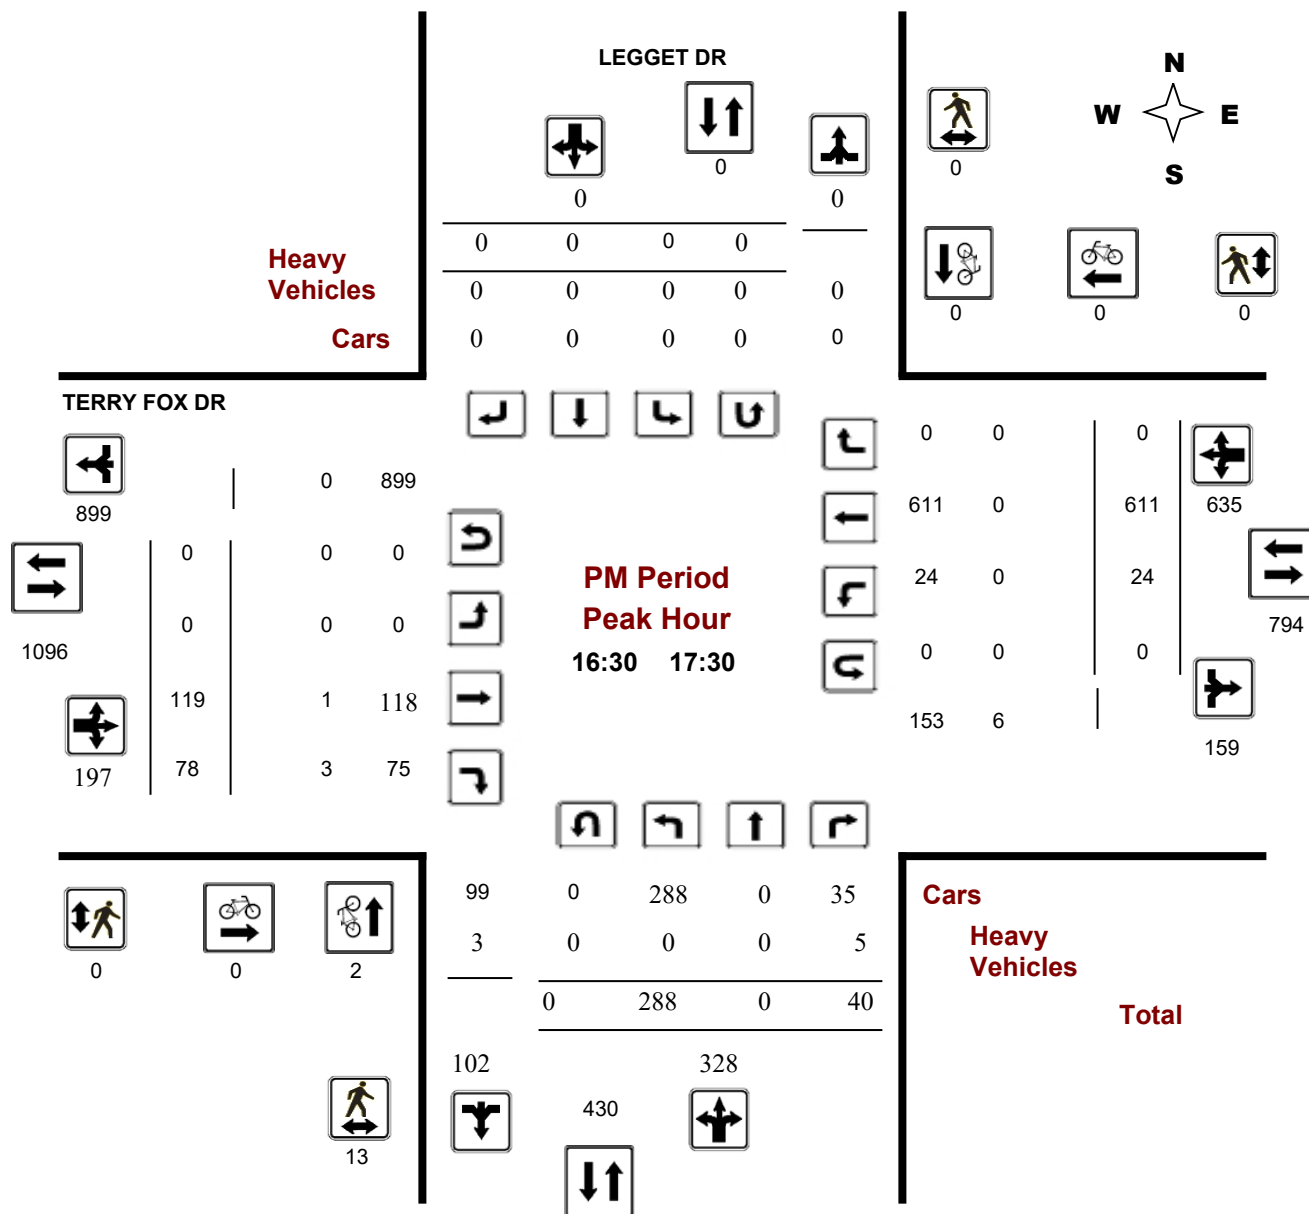 LEGGET DR
N
W E
S
0
0
0 0
0 0 0 0
Heavy
Vehicles
0 0 0 0 0
Cars
0 0 0 0 0
0 0 0
TERRY FOX DR
899
0 899
0 0 0
0 0 0
1096
119 1 118
197
78 3 75
PM Period
Peak Hour
16:30 17:30
0 0 0
611 0 611 635
24 0 24
794
0 0 0
153 6
159
99 0 288 0 35
3 0 0 0 5
0 288 0 40
102 328
430
0 0 2
13
Cars
Heavy
Vehicles
Total